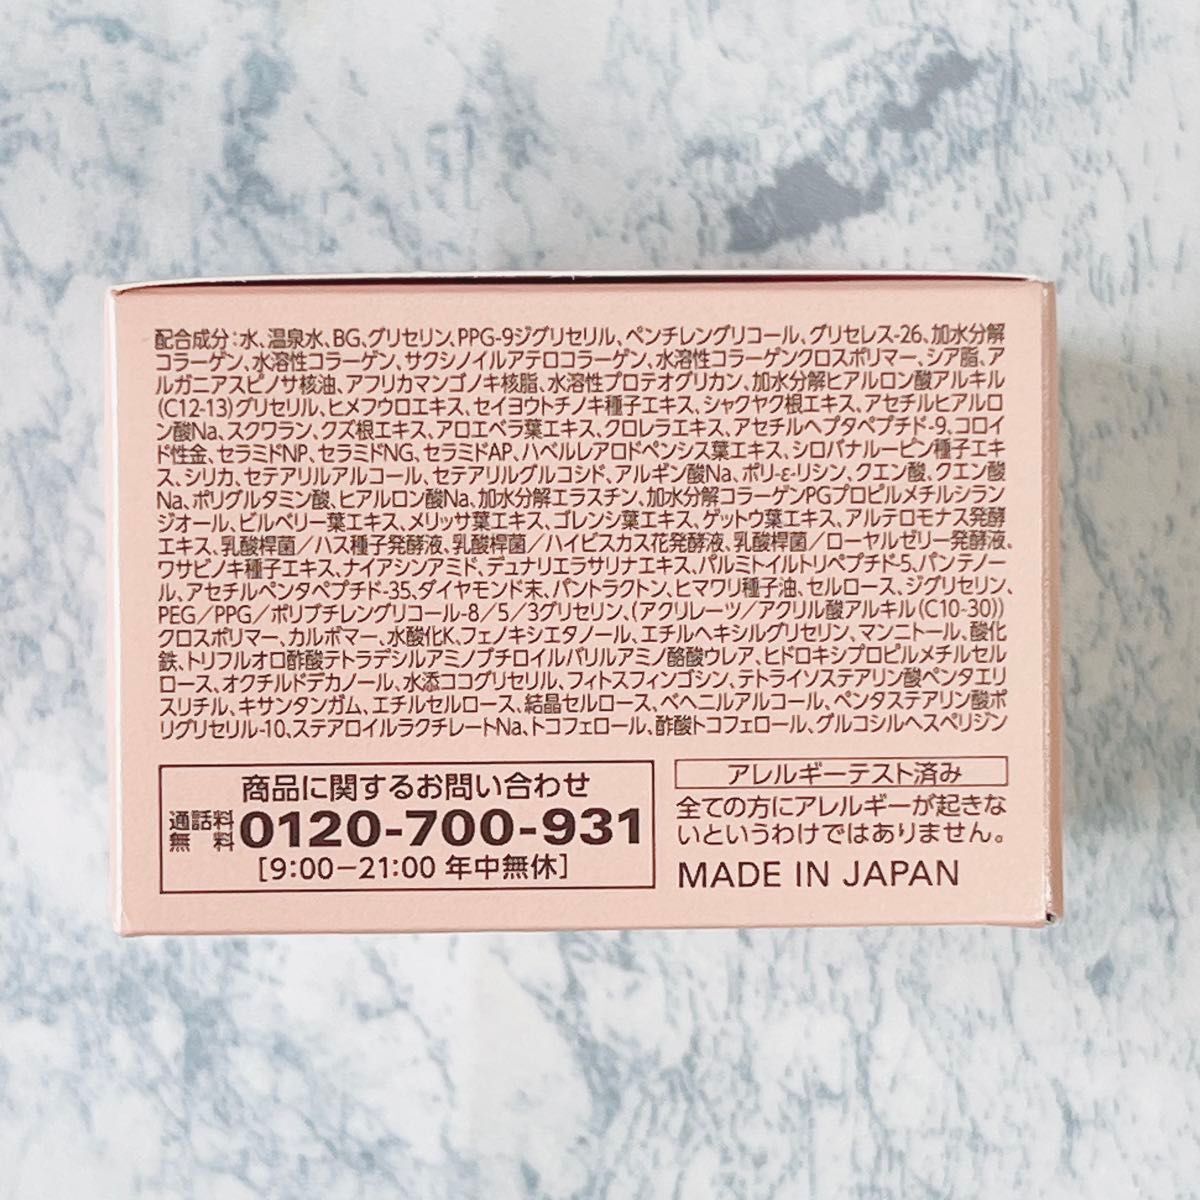 配合成分:水、温泉水、BG、グリセリン、PPG-9ジグリセリル、ペンチレングリコール、グリセレス-26、加水分解
コラーゲン、水溶性コラーゲン、サクシノイルアテロコラーゲン、水溶性コラーゲンクロスポリマー、シア脂、ア
ルガニアスピノサ核油、アフリカマンゴノキ核脂、水溶性プロテオグリカン、加水分解ヒアルロン酸アルキル
(C12-13)グリセリル、ヒメフウロエキス、セイヨウトチノキ種子エキス、シャクヤク根エキス、アセチルヒアルロ
ン酸Na、スクワラン、クズ根エキス、アロエベラ葉エキス、クロレラエキス、アセチルヘプタペプチド-9、コロイ
ド性金、セラミドNP、セラミドNG、セラミドAP、ハベルレアロドペンシス葉エキス、シロバナルーピン種子エキ
ス、シリカ、セテアリルアルコール、セテアリルグルコシド、アルギン酸Na、ポリ-ε-リシン、クエン酸、クエン酸
Na、ポリグルタミン酸、ヒアルロン酸Na、加水分解エラスチン、加水分解コラーゲンPGプロピルメチルシラン
ジオール、ビルベリー葉エキス、メリッサ葉エキス、ゴレンシ葉エキス、ゲットウ葉エキス、アルテロモナス発酵
エキス、乳酸桿菌/ハス種子発酵液、乳酸桿菌/ハイビスカス花発酵液、乳酸桿菌/ローヤルゼリー発酵液、
ワサビノキ種子エキス、ナイアシンアミド、デュナリエラサリナエキス、パルミトイルトリペプチド-5、パンテノー
ル、アセチルペンタペプチド-35、ダイヤモンド末、パントラクトン、ヒマワリ種子油、セルロース、ジグリセリン、
PEG/PPG/ポリブチレングリコール-8/5/3グリセリン、(アクリレーツ/アクリル酸アルキル(C10-30))
クロスポリマー、カルボマー、水酸化K、フェノキシエタノール、エチルヘキシルグリセリン、マンニトール、酸化
鉄、トリフルオロ酢酸テトラデシルアミノブチロイルバリルアミノ酪酸ウレア、ヒドロキシプロピルメチルセル
ロース、オクチルドデカノール、水添ココグリセリル、フィトスフィンゴシン、テトライソステアリン酸ペンタエリ
スリチル、キサンタンガム、エチルセルロース、結晶セルロース、ベヘニルアルコール、ペンタステアリン酸ポ
リグリセリル-10、ステアロイルラクチレートNa、トコフェロール、酢酸トコフェロール、グルコシルヘスペリジン
商品に関するお問い合わせ
通話料無料 0120-700-931
[9:00-21:00 年中無休]
アレルギーテスト済み
全ての方にアレルギーが起きな
いというわけではありません。
MADE IN JAPAN